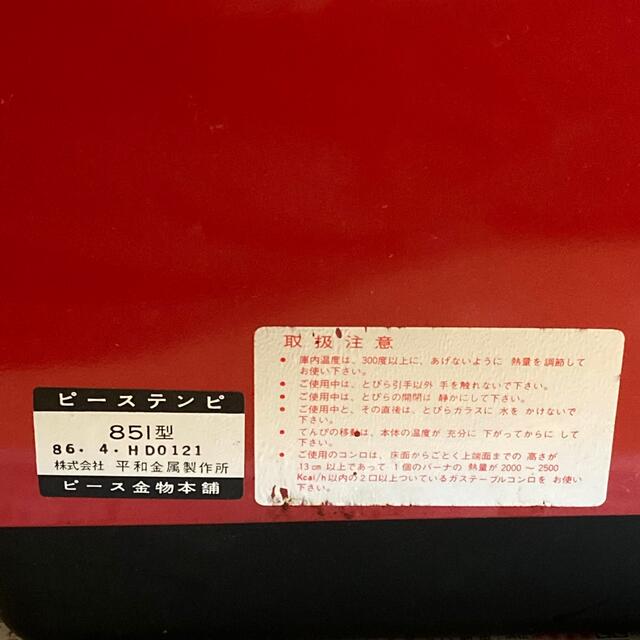 取扱注意
● 庫内温度は、300度以上に、あげないように 熱量を調節して
お使い下さい。
● ご使用中は、とびら引手以外 手を触れないで下さい。
● ご使用中は、とびらの開閉は 静かにして下さい。
● ご使用中と、その直後は、とびらガラスに 水を かけないで
下さい。
● てんぴの移動は、本体の温度が 充分に 下がってからに して
下さい。
● ご使用のコンロは、床面からごとく上端面までの 高さが
13cm 以上であって 1個のバーナの 熱量が 2000～2500
Kcal/h以内の2口以上ついているガステーブルコンロを お使い
下さい。
ピーステンピ
851型
86. 4. HD0121
株式会社 平和金属製作所
ピース金物本舗